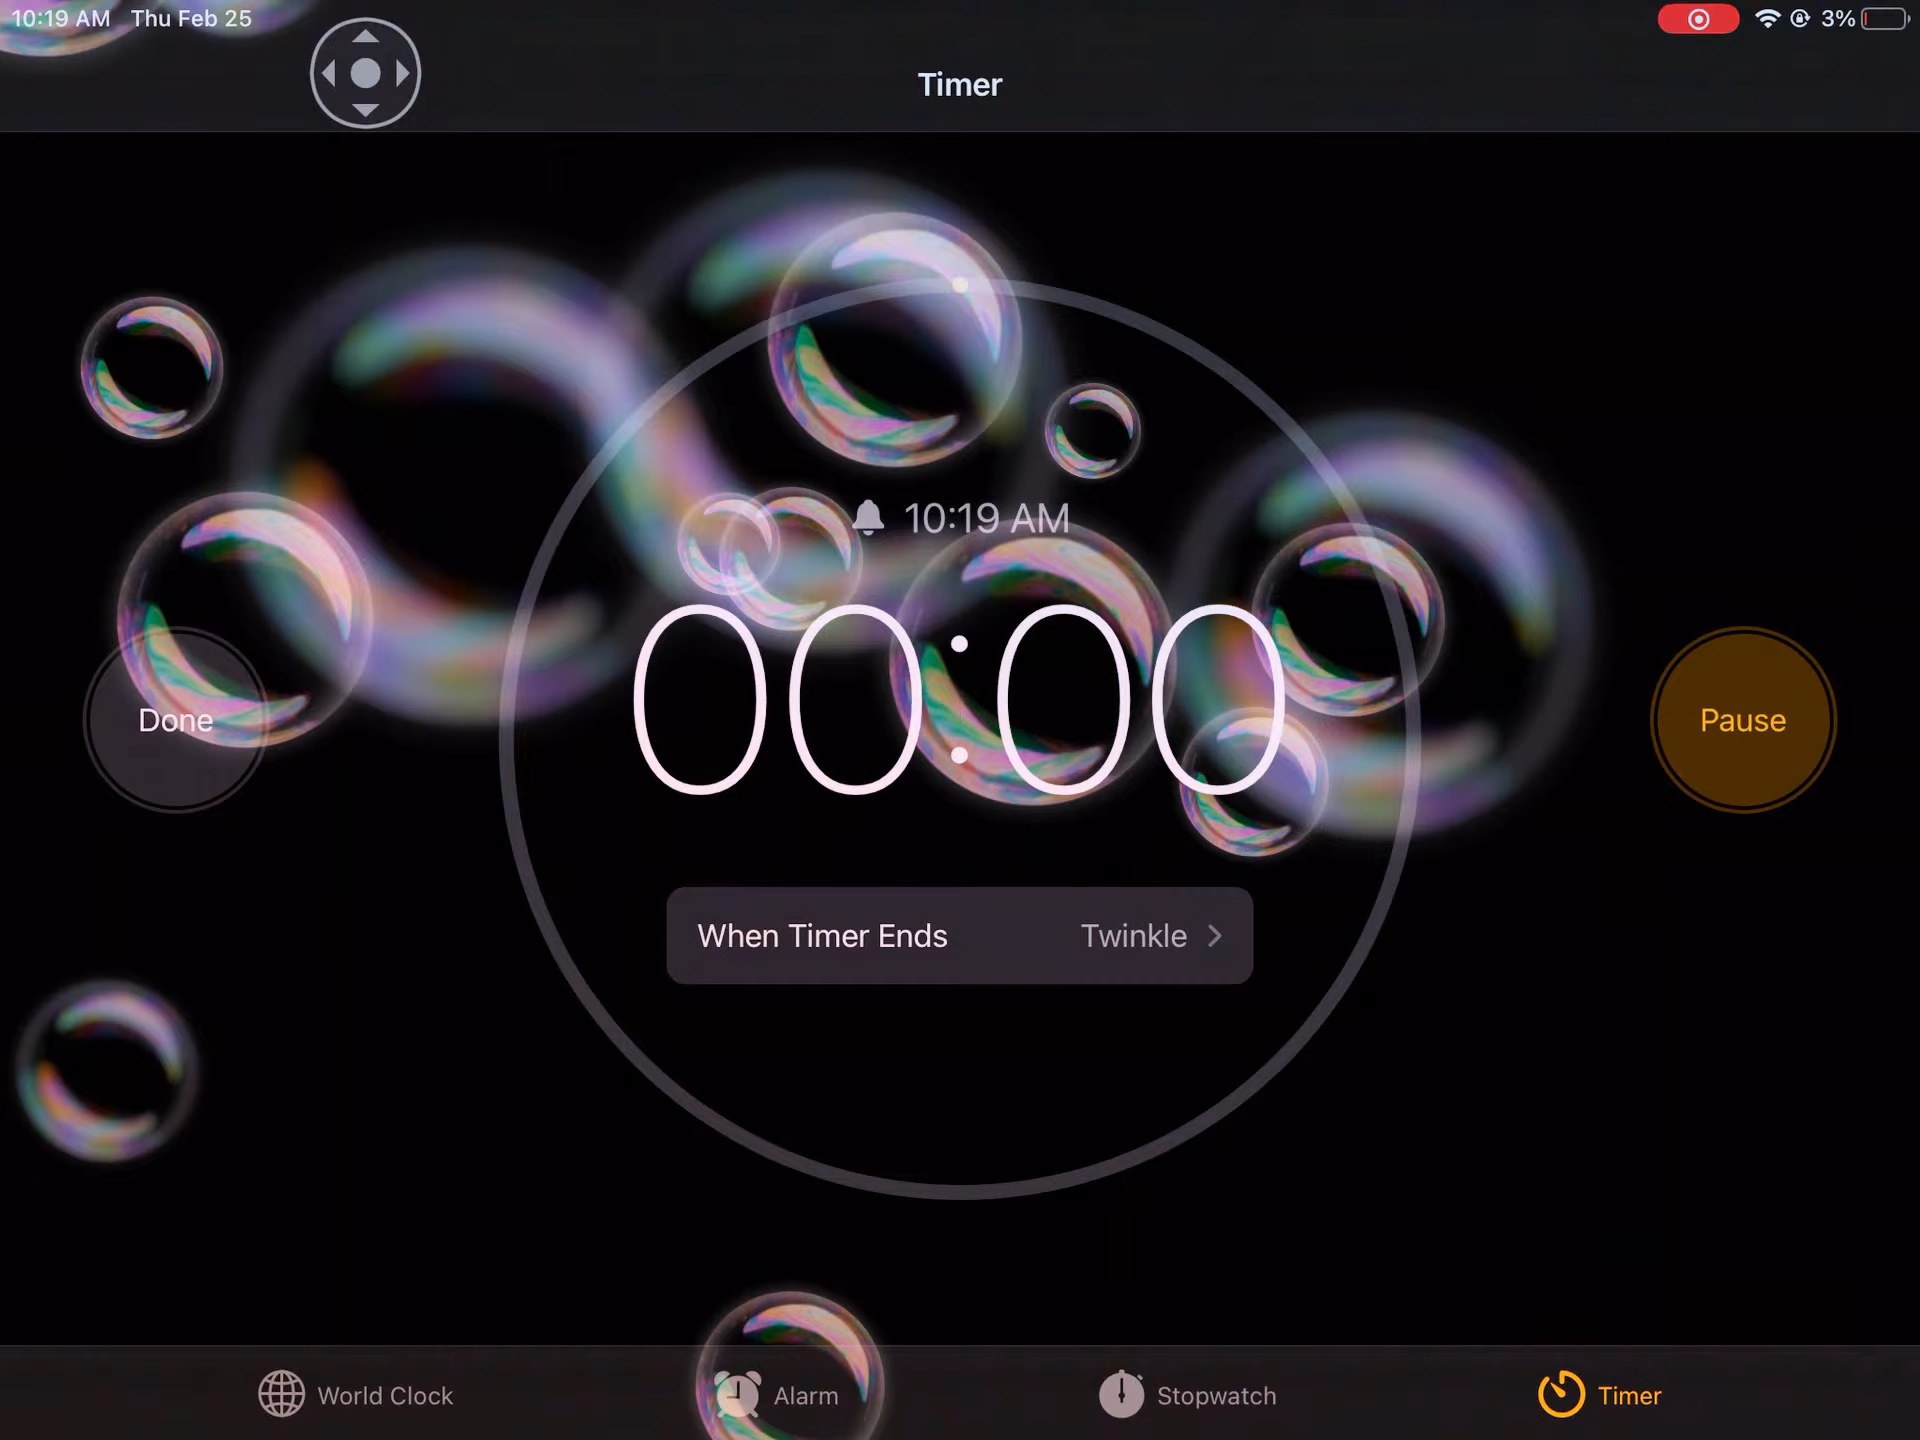 10:19 AM Thu Feb 25 3%
Timer
10:19 AM
00:00
Done
Pause
When Timer Ends Twinkle
World Clock Alarm Stopwatch Timer